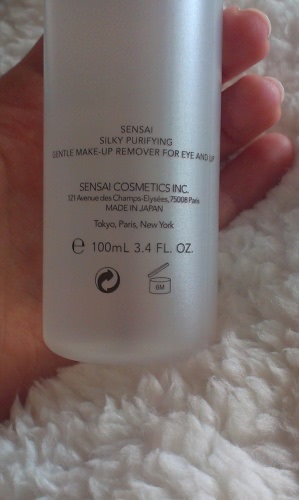 SENSAI
SILKY PURIFYING
GENTLE MAKE-UP REMOVER FOR EYE AND LIP
SENSAI COSMETICS INC.
121 Avenue des Champs-Elysées, 75008 Paris
MADE IN JAPAN
Tokyo, Paris, New York
℮ 100mL 3.4 FL. OZ.
6M